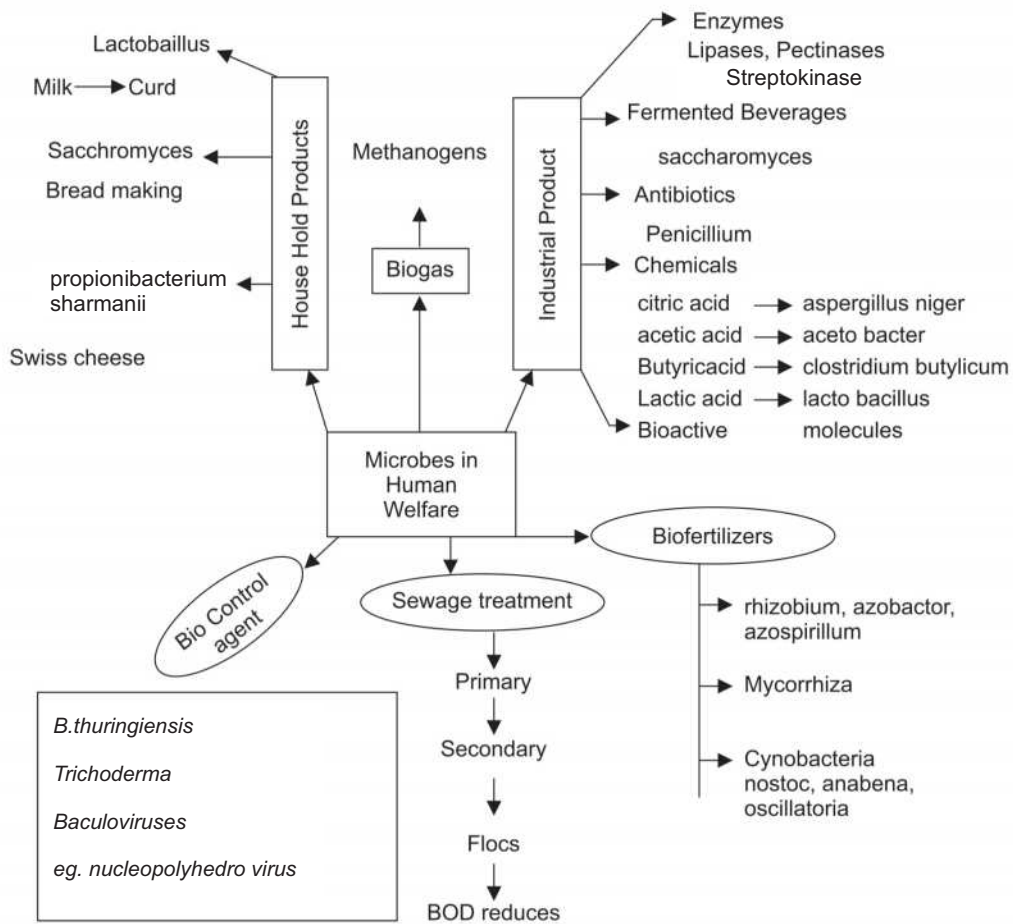 Lactobaillus
Milk
Curd
Sacchromyces
Bread making
propionibacterium
sharmanii
Swiss cheese
House Hold Products
Methanogens
Biogas
Industrial Product
Enzymes
Lipases, Pectinases
Streptokinase
Fermented Beverages
saccharomyces
Antibiotics
Penicillium
Chemicals
citric acid
aspergillus niger
acetic acid
aceto bacter
Butyricacid
clostridium butylicum
Lactic acid
lacto bacillus
Bioactive
molecules
Microbes in
Human
Welfare
Bio Control
agent
B.thuringiensis
Trichoderma
Baculoviruses
eg. nucleopolyhedro virus
Sewage treatment
Primary
Secondary
Flocs
BOD reduces
Biofertilizers
rhizobium, azobactor,
azospirillum
Mycorrhiza
Cynobacteria
nostoc, anabena,
oscillatoria